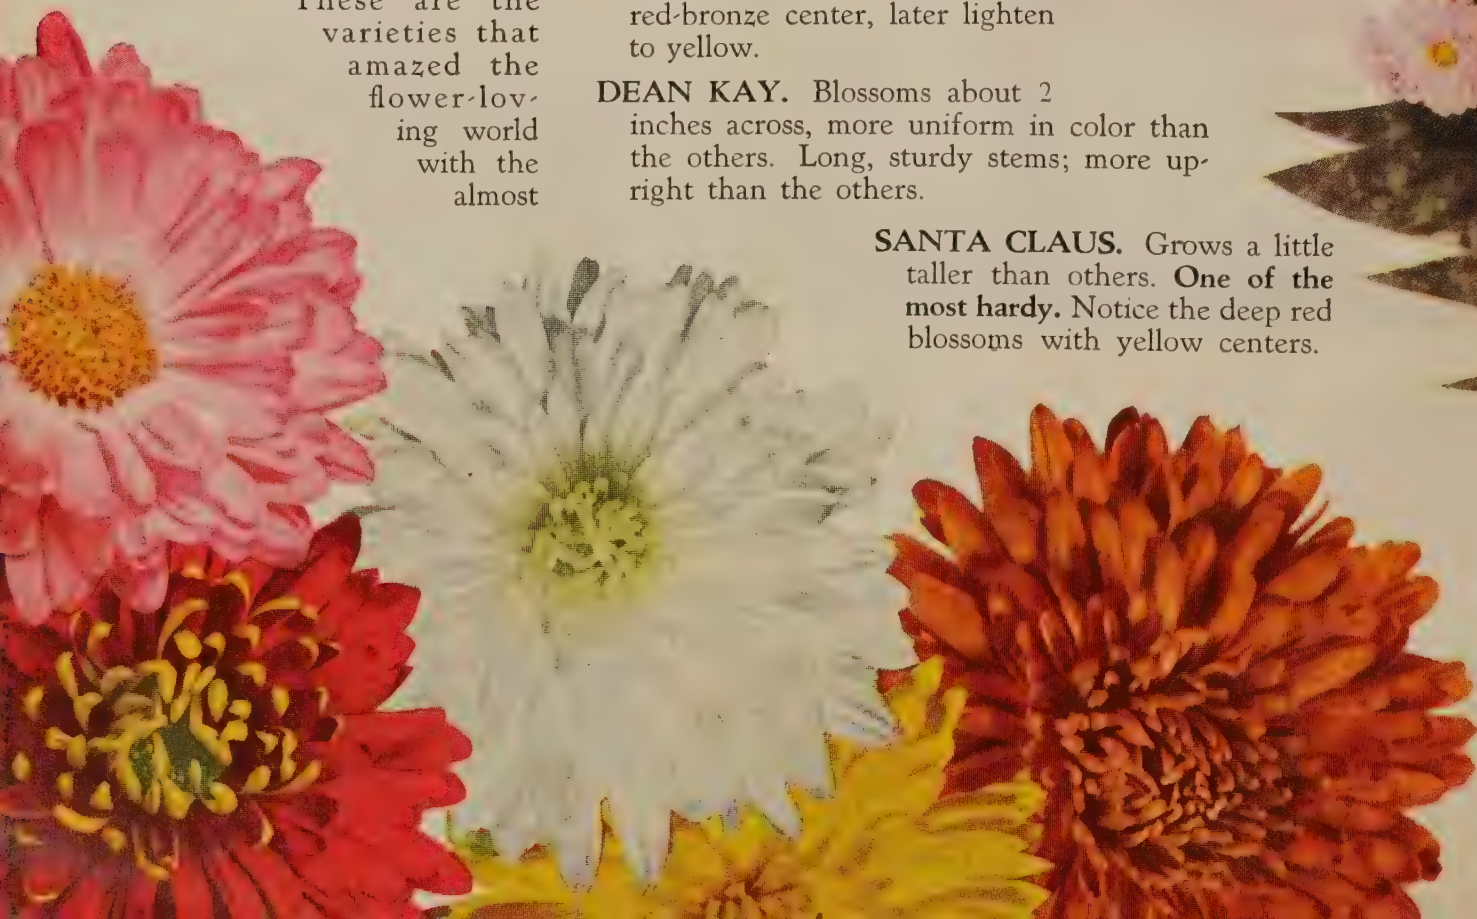 These are the
varieties that
amazed the
flower-lov-
ing world
with the
almost
red-bronze center, later lighten
to yellow.
DEAN KAY. Blossoms about 2
inches across, more uniform in color than
the others. Long, sturdy stems; more up-
right than the others.
SANTA CLAUS. Grows a little
taller than others. One of the
most hardy. Notice the deep red
blossoms with yellow centers.